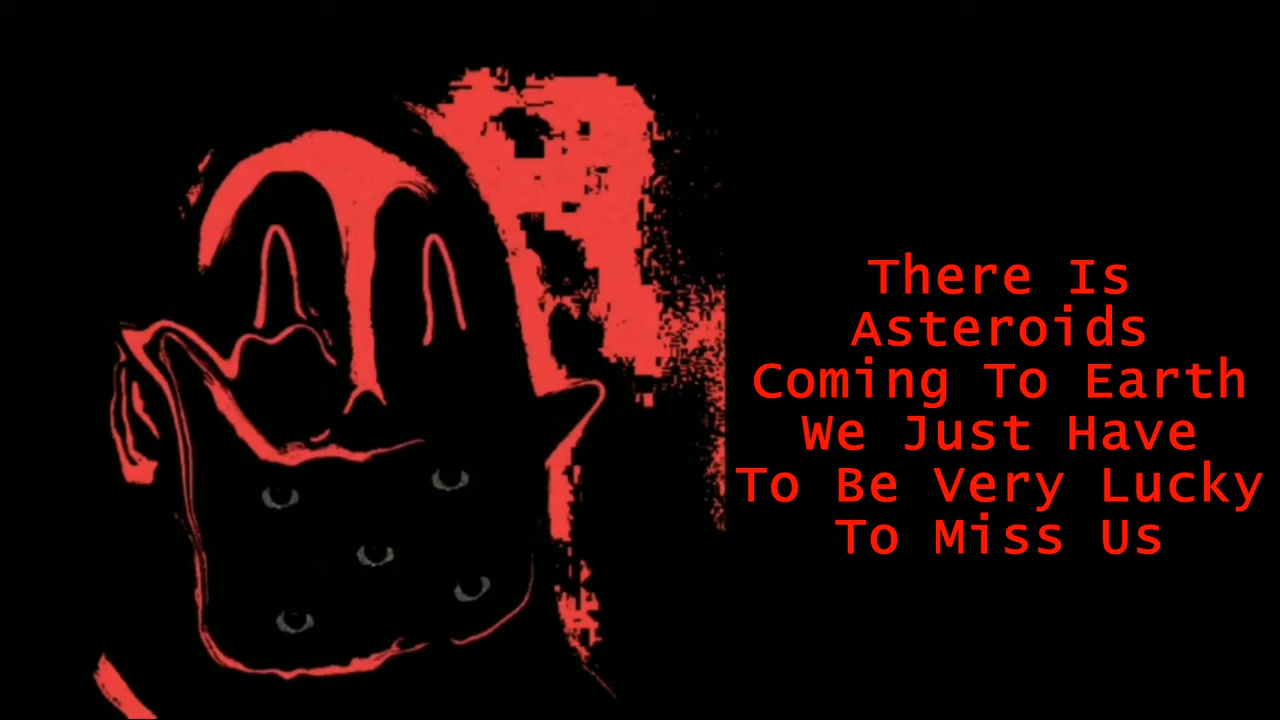 There Is
Asteroids
Coming To Earth
We Just Have
To Be Very Lucky
To Miss Us